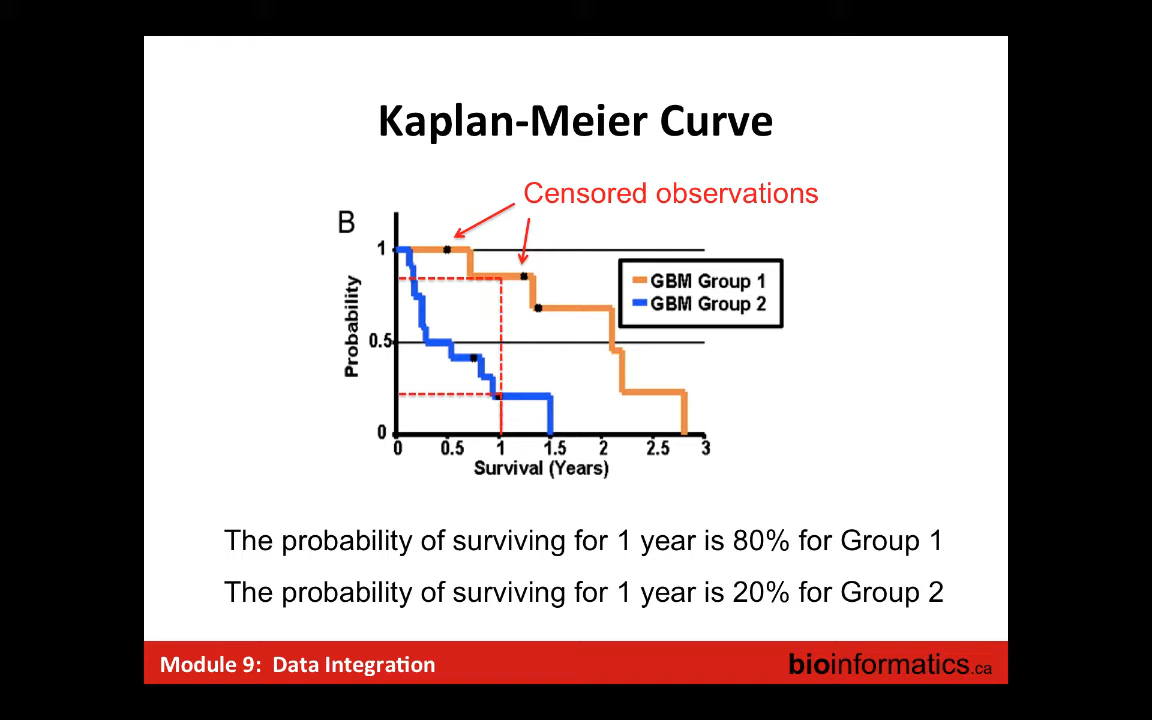 Kaplan-Meier Curve
Censored observations
B
1
0.5
0
Probability
0 0.5 1 1.5 2 2.5 3
Survival (Years)
GBM Group 1
GBM Group 2
The probability of surviving for 1 year is 80% for Group 1
The probability of surviving for 1 year is 20% for Group 2
Module 9: Data Integration
bioinformatics.ca